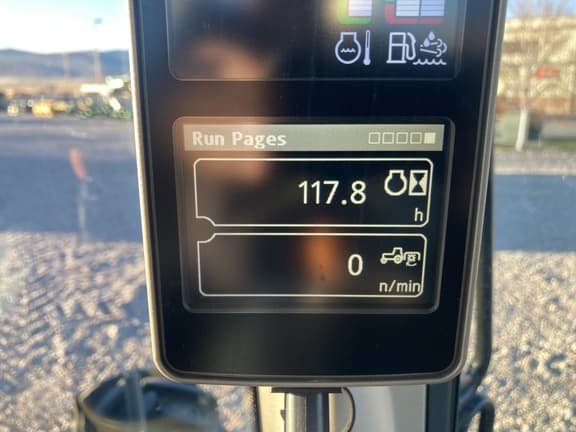 Run Pages
117.8
h
0
n/min